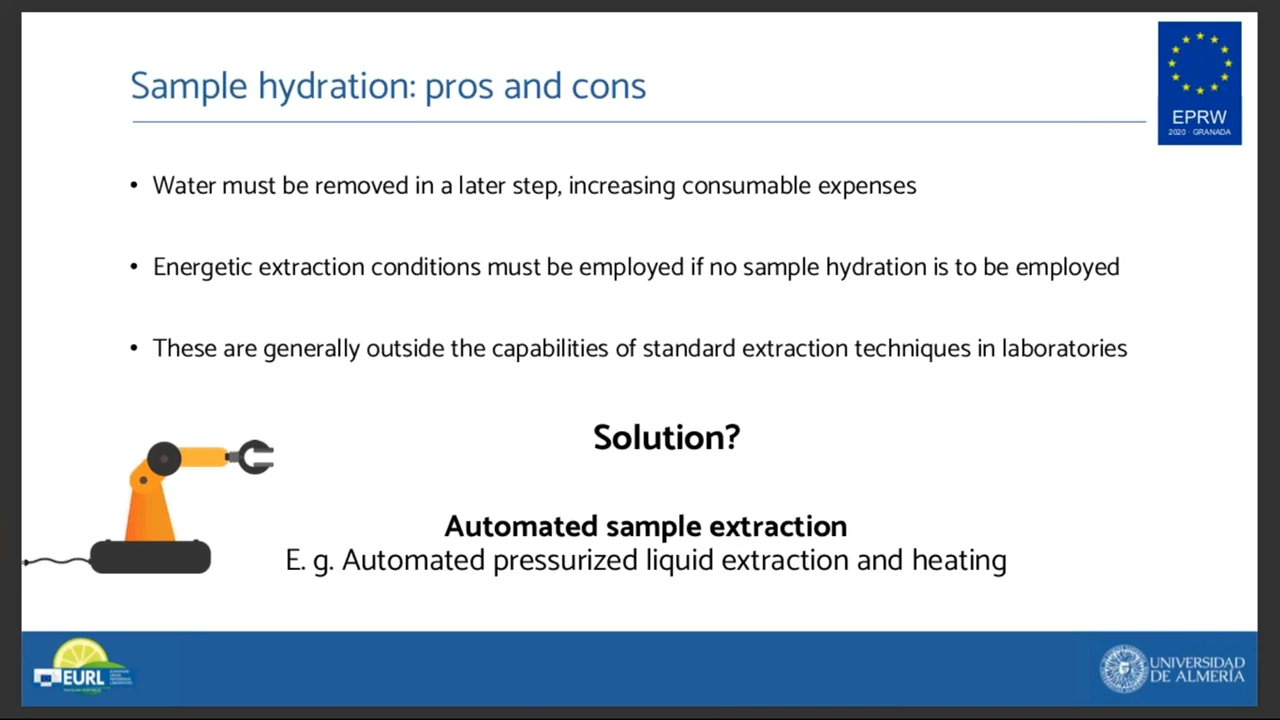 Sample hydration: pros and cons
EPRW
2020 · GRANADA
• Water must be removed in a later step, increasing consumable expenses
• Energetic extraction conditions must be employed if no sample hydration is to be employed
• These are generally outside the capabilities of standard extraction techniques in laboratories
Solution?
Automated sample extraction
E. g. Automated pressurized liquid extraction and heating
EURL
UNIVERSIDAD
DE ALMERÍA